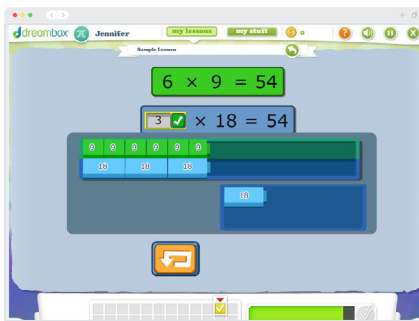 dreambox Jennifer my lessons my stuff 0
Sample Lesson
6 × 9 = 54
3 × 18 = 54
9 9 9 9 9 9
18 18 18
18